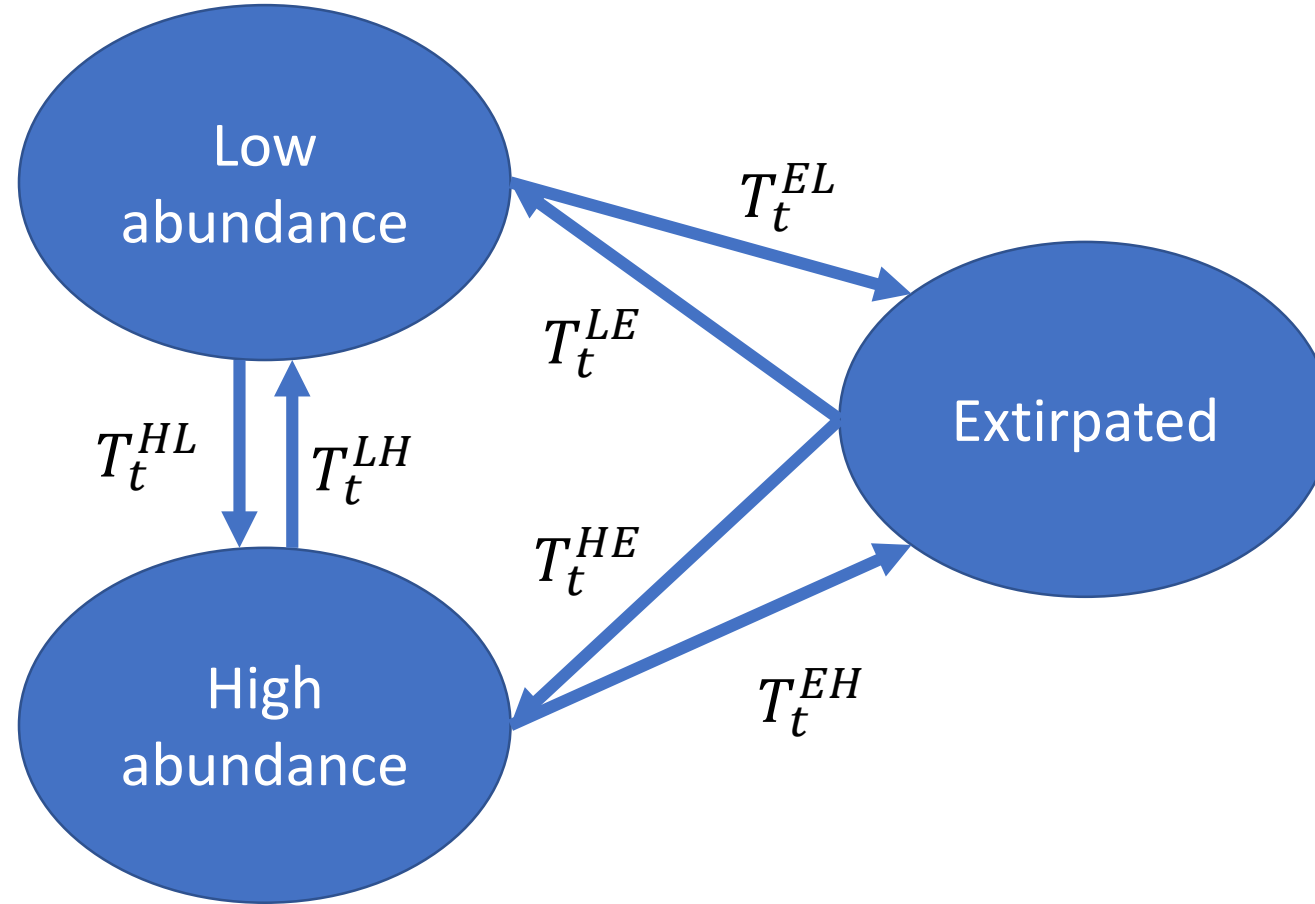 Low
abundance
T_t^{EL}
T_t^{LE}
Extirpated
T_t^{HL}
T_t^{LH}
T_t^{HE}
High
abundance
T_t^{EH}